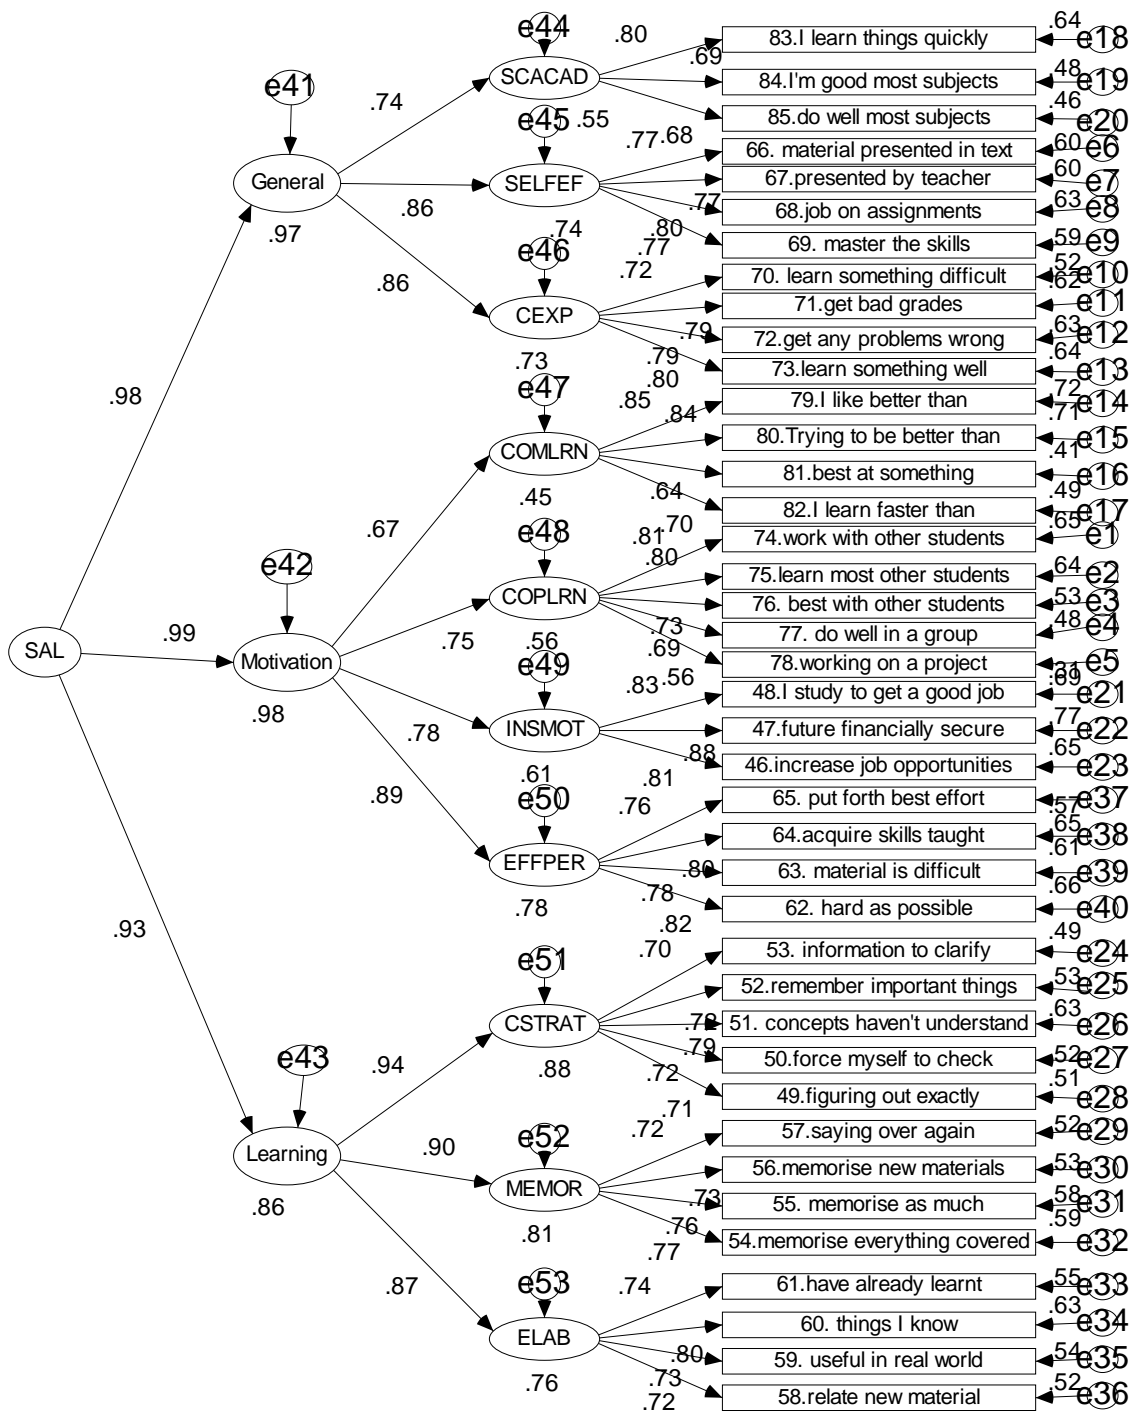 e44
.80
.64
83.I learn things quickly
e18
.69
SCACAD
84.I'm good most subjects
.48
e19
e41
.74
.46
85.do well most subjects
e20
e45
.55
.77
.68
66. material presented in text
.60
e6
General
SELFEF
67.presented by teacher
.60
e7
.86
.77
68.job on assignments
.63
e8
.97
.74
.80
.77
69. master the skills
.59
e9
e46
.72
70. learn something difficult
.52
e10
.62
.86
71.get bad grades
e11
CEXP
.79
72.get any problems wrong
.63
e12
.73
.79
73.learn something well
.64
e13
e47
.80
.98
.85
.84
79.I like better than
.72
e14
.71
COMLRN
80.Trying to be better than
e15
.41
81.best at something
e16
.45
.64
.49
82.I learn faster than
e17
.67
e48
.81
.70
.80
74.work with other students
.65
e1
e42
COPLRN
75.learn most other students
.64
e2
76. best with other students
.53
e3
SAL
.99
Motivation
.75
.56
.73
77. do well in a group
.48
e4
.69
78.working on a project
e5
e49
.83
.56
48.I study to get a good job
.69
e21
.98
.78
INSMOT
47.future financially secure
.77
e22
.88
46.increase job opportunities
.65
e23
.61
.81
.89
e50
.76
65. put forth best effort
.57
e37
64.acquire skills taught
.65
e38
.61
EFFPER
.80
63. material is difficult
e39
.78
.78
.66
62. hard as possible
e40
.93
.82
.70
53. information to clarify
.49
e24
e51
52.remember important things
.53
e25
CSTRAT
51. concepts haven't understand
.63
e26
e43
.94
.88
.79
.72
50.force myself to check
.52
e27
.51
49.figuring out exactly
e28
.71
.72
e52
57.saying over again
.52
e29
Learning
.90
MEMOR
56.memorise new materials
.53
e30
.86
.73
55. memorise as much
.58
e31
.81
.76
.59
.77
54.memorise everything covered
e32
.87
e53
.74
61.have already learnt
.55
e33
ELAB
60. things I know
.63
e34
.80
59. useful in real world
.54
e35
.76
.73
.72
58.relate new material
.52
e36